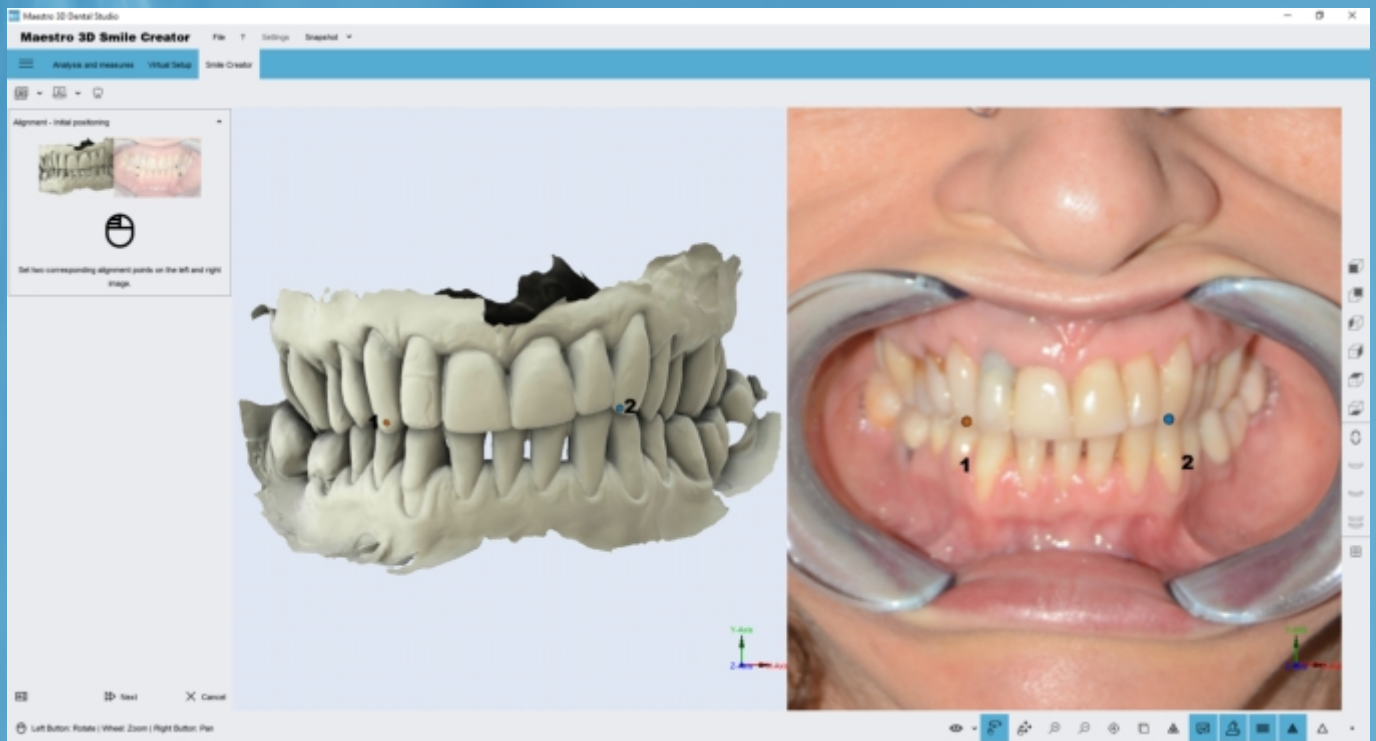 Maestro 3D Dental Studio
Maestro 3D Smile Creator File ? Settings Snapshot
Analysis and measures Virtual Setup Smile Creator
Alignment - Initial positioning
Set two corresponding alignment points on the left and right
image.
1 2
1 2
Y-Axis
Z-Axis
Next Cancel
Left Button: Rotate | Wheel: Zoom | Right Button: Pan